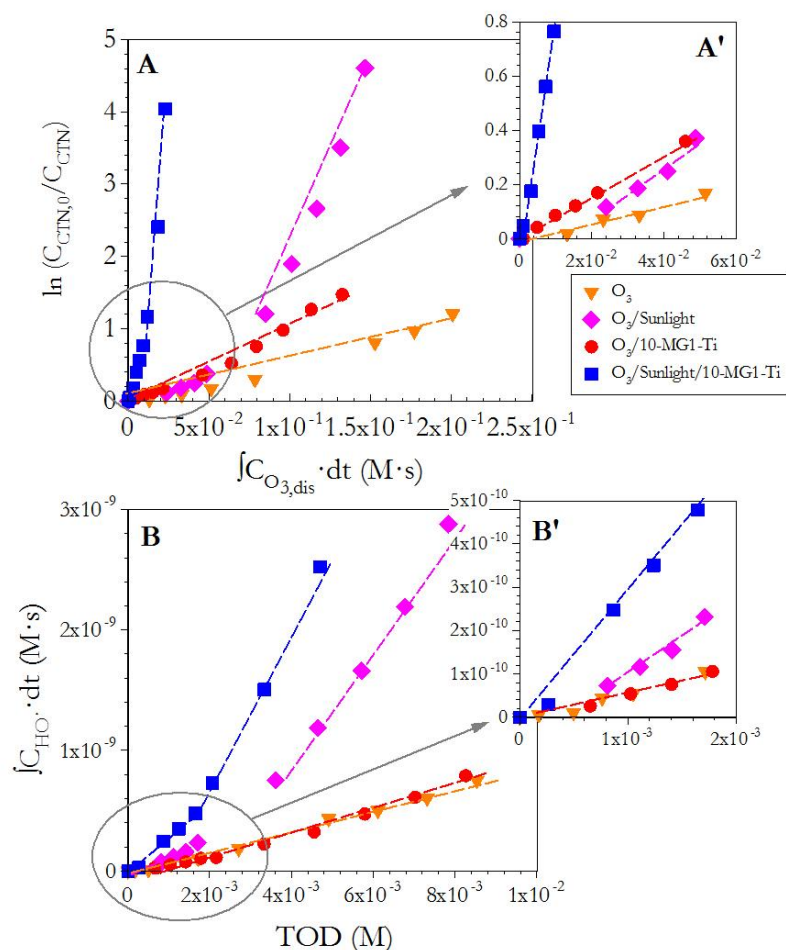 A
ln (C_CTN,0/C_CTN)
5
4
3
2
1
0
5x10⁻²
1x10⁻¹
1.5x10⁻¹
2x10⁻¹
2.5x10⁻¹
∫C_O₃,dis·dt (M·s)
A'
0.8
0.6
0.4
0.2
0
0
2x10⁻²
4x10⁻²
6x10⁻²
O₃
O₃/Sunlight
O₃/10-MG1-Ti
O₃/Sunlight/10-MG1-Ti
B
∫C_HO·dt (M·s)
3x10⁻⁹
2x10⁻⁹
1x10⁻⁹
0
0
2x10⁻³
4x10⁻³
6x10⁻³
8x10⁻³
1x10⁻²
TOD (M)
B'
5x10⁻¹⁰
4x10⁻¹⁰
3x10⁻¹⁰
2x10⁻¹⁰
1x10⁻¹⁰
0
0
1x10⁻³
2x10⁻³